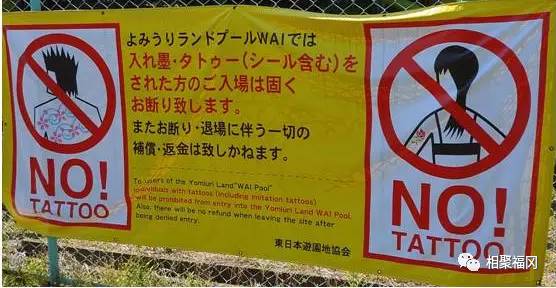 NO!
TATTOO
よみうりランドプールWAIでは
入れ墨・タトゥー(シール含む)を
された方のご入場は固く
お断り致します。
またお断り・退場に伴う一切の
補償・返金は致しかねます。
To users of the Yomiuri Land"WAI Pool"
individuals with tattoos (including imitation tattoos)
will be prohibited from entry into the Yomiuri Land WAI Pool.
Also, there will be no refund when leaving the site after
being denied entry.
東日本遊園地協会
NO!
TATTOO
相聚福冈